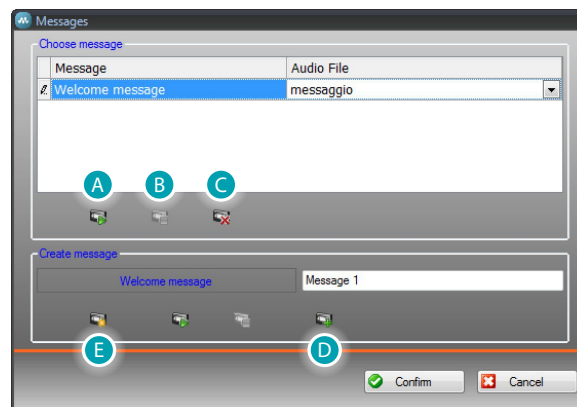 Messages
Choose message
Message Audio File
Welcome message messaggio
A B C
Create message
Welcome message Message 1
E D
Confirm Cancel